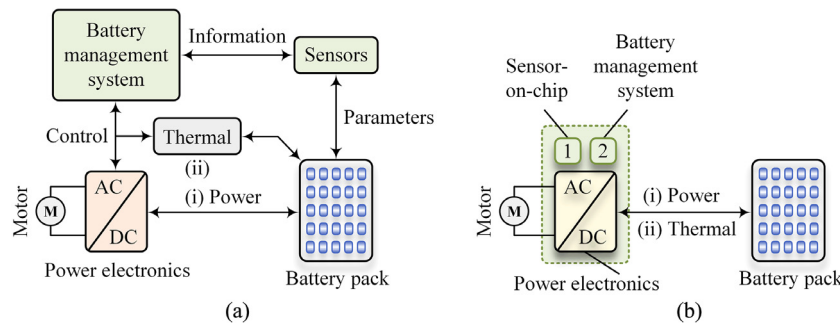 Battery
management
system
Information
Sensors
Control
Thermal
(ii)
Parameters
Motor
M
AC
DC
(i) Power
Power electronics
Battery pack
(a)
Sensor-
on-chip
Battery
management
system
1
2
Motor
M
AC
DC
(i) Power
(ii) Thermal
Power electronics
Battery pack
(b)